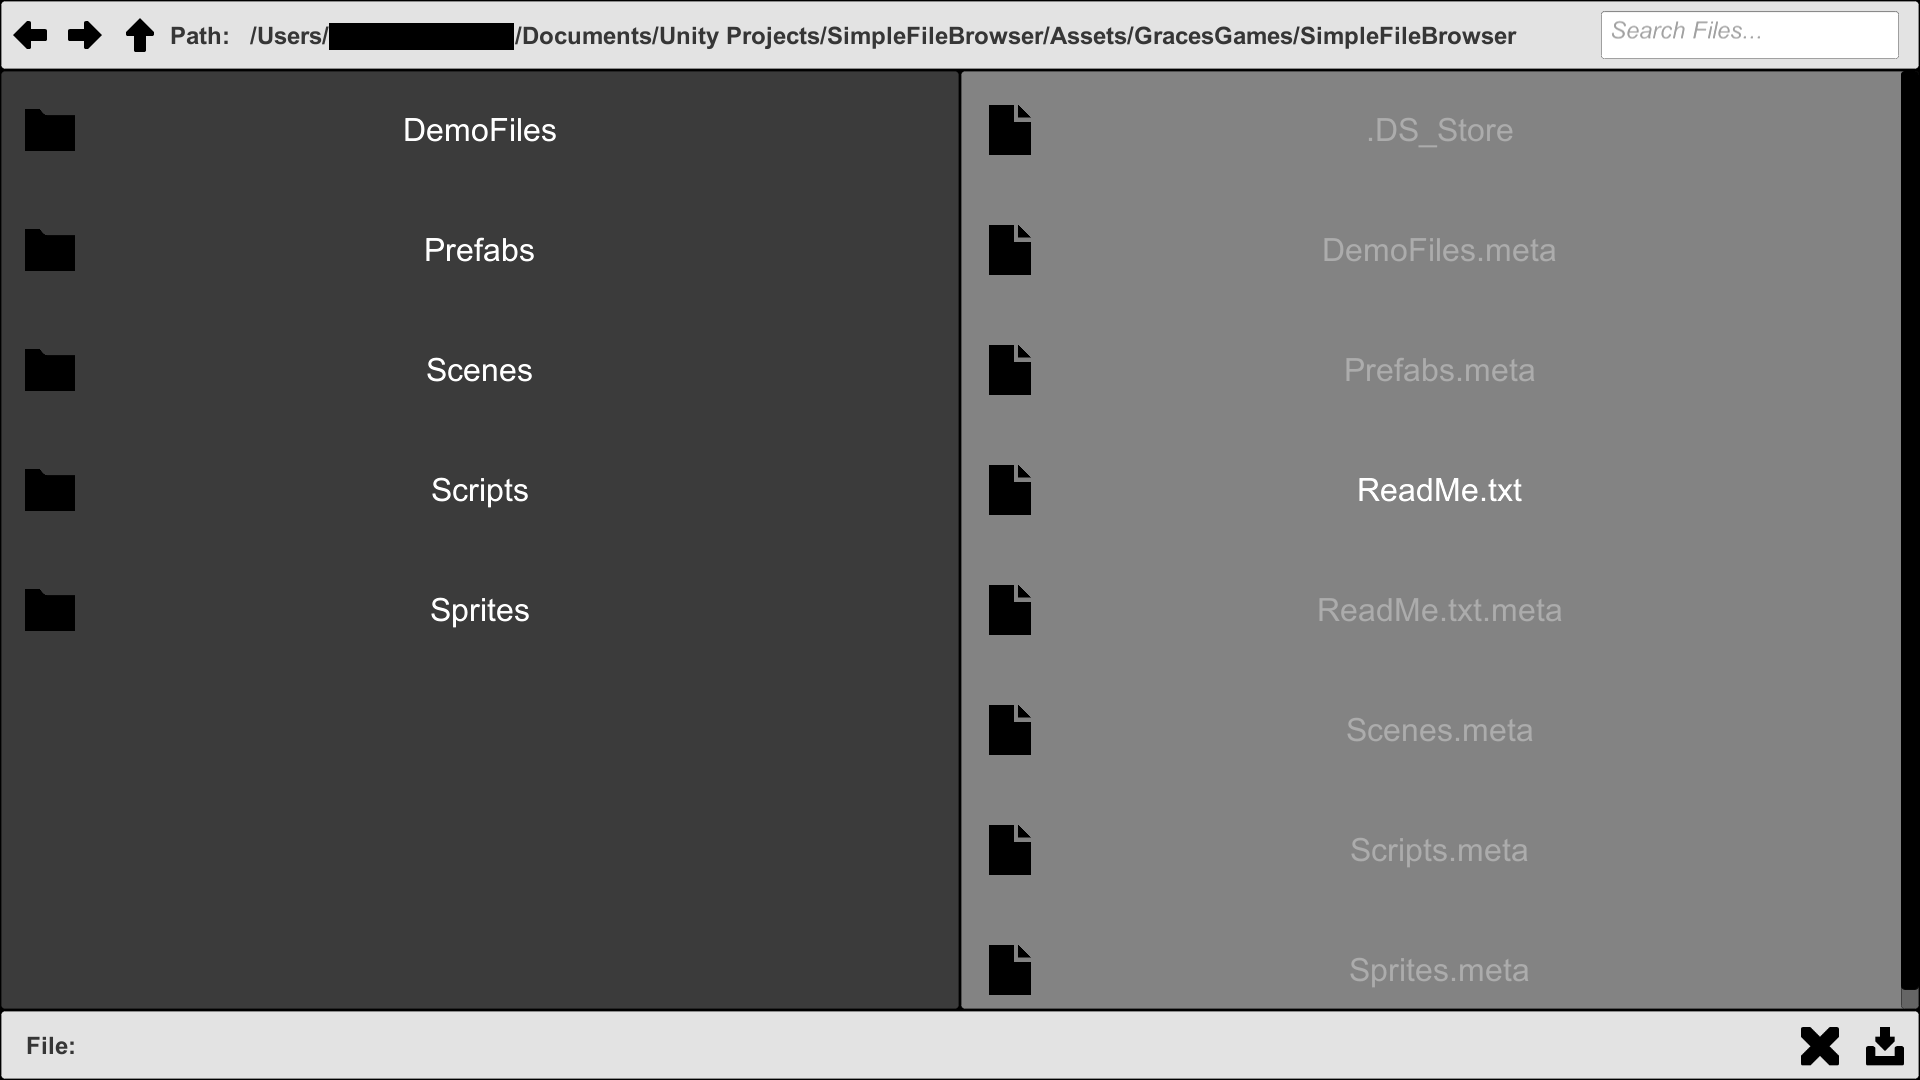 Path: /Users/ /Documents/Unity Projects/SimpleFileBrowser/Assets/GracesGames/SimpleFileBrowser
Search Files...
DemoFiles
Prefabs
Scenes
Scripts
Sprites
.DS_Store
DemoFiles.meta
Prefabs.meta
ReadMe.txt
ReadMe.txt.meta
Scenes.meta
Scripts.meta
Sprites.meta
File: